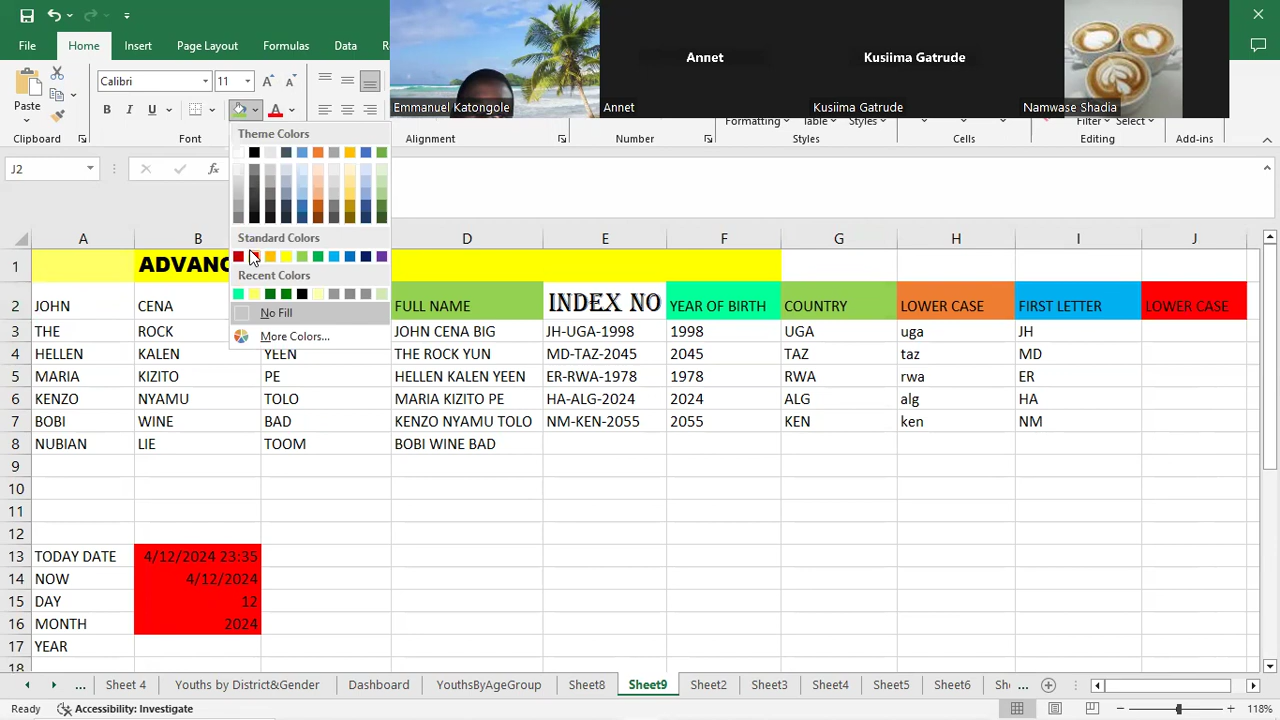 File Home Insert Page Layout Formulas Data
Annet Kusiima Gatrude
Emmanuel Katongole Annet Kusiima Gatrude Namwase Shadia
Calibri 11
Paste B I U
Formatting Table Styles Filter Select
Clipboard Font Alignment Number Styles Cells Editing Add-ins
Theme Colors
J2 fx
Standard Colors
Recent Colors
No Fill
More Colors...
A B D E F G H I J
1 ADVANC
2 JOHN CENA FULL NAME INDEX NO YEAR OF BIRTH COUNTRY LOWER CASE FIRST LETTER LOWER CASE
3 THE ROCK JOHN CENA BIG JH-UGA-1998 1998 UGA uga JH
4 HELLEN KALEN YEEN THE ROCK YUN MD-TAZ-2045 2045 TAZ taz MD
5 MARIA KIZITO PE HELLEN KALEN YEEN ER-RWA-1978 1978 RWA rwa ER
6 KENZO NYAMU TOLO MARIA KIZITO PE HA-ALG-2024 2024 ALG alg HA
7 BOBI WINE BAD KENZO NYAMU TOLO NM-KEN-2055 2055 KEN ken NM
8 NUBIAN LIE TOOM BOBI WINE BAD
9
10
11
12
13 TODAY DATE 4/12/2024 23:35
14 NOW 4/12/2024
15 DAY 12
16 MONTH 2024
17 YEAR
18
... Sheet 4 Youths by District&Gender Dashboard YouthsByAgeGroup Sheet8 Sheet9 Sheet2 Sheet3 Sheet4 Sheet5 Sheet6 Sh ...
Ready Accessibility: Investigate 118%